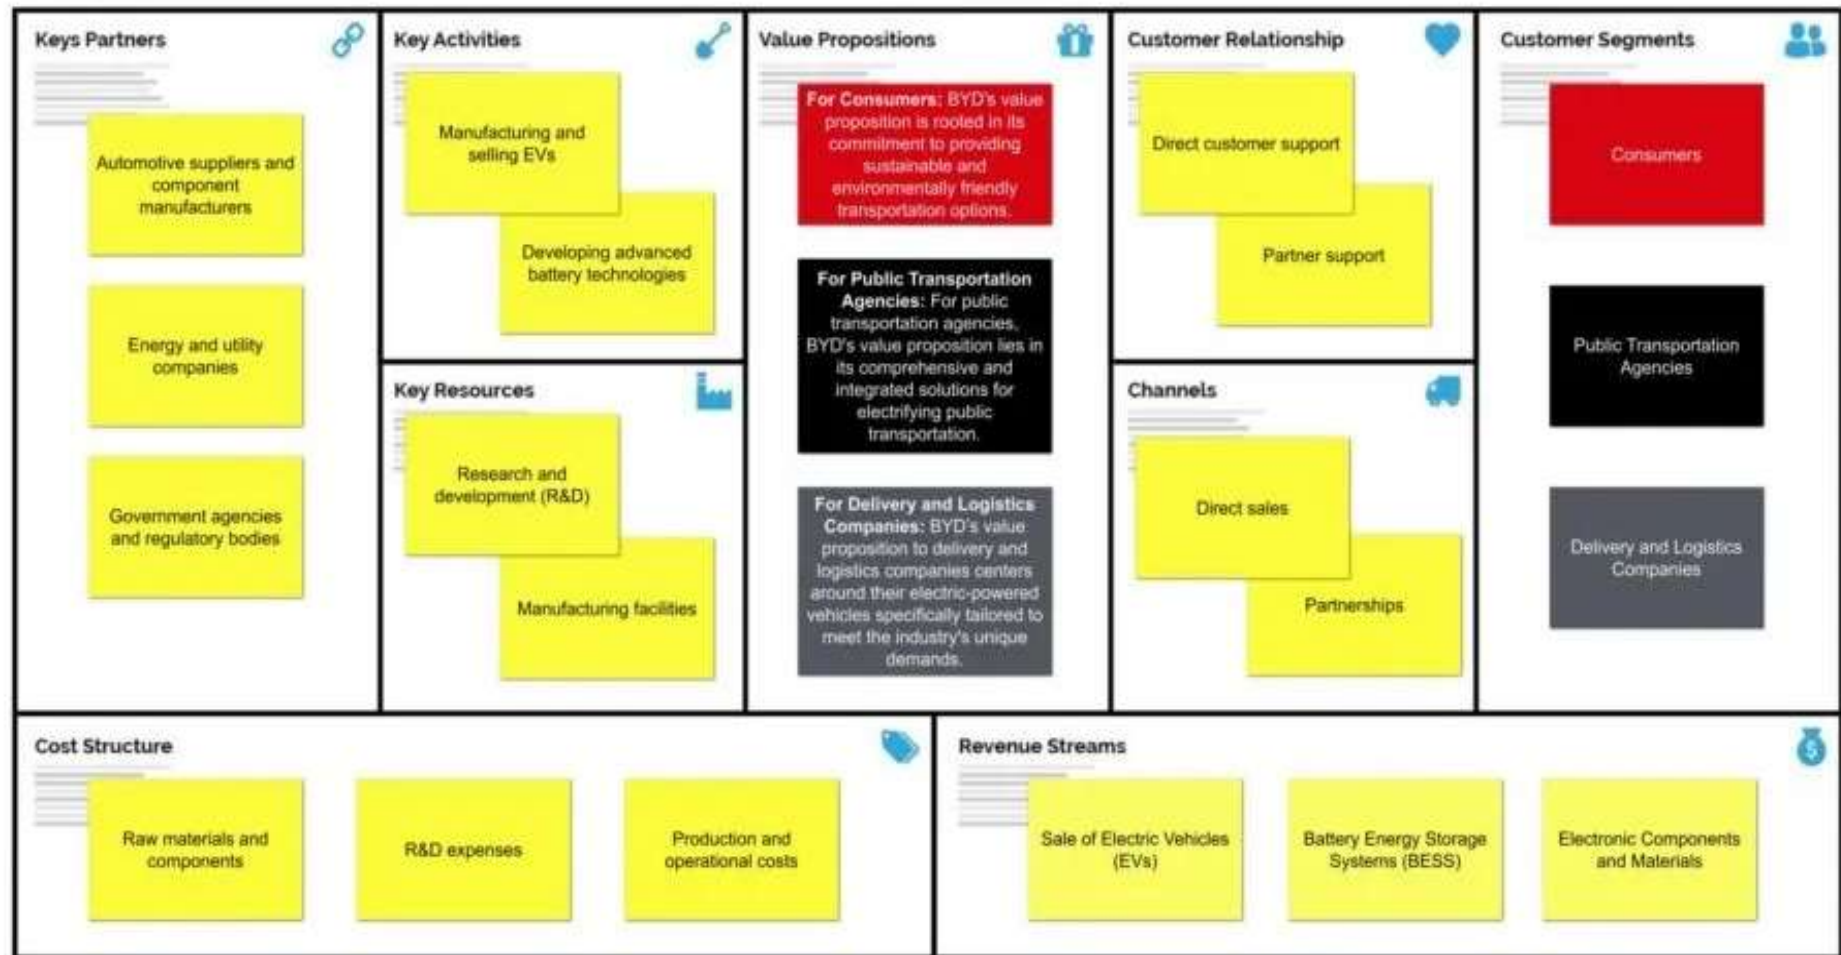 Keys Partners
Automotive suppliers and
component
manufacturers
Energy and utility
companies
Government agencies
and regulatory bodies
Key Activities
Manufacturing and
selling EVs
Developing advanced
battery technologies
Key Resources
Research and
development (R&D)
Manufacturing facilities
Value Propositions
For Consumers: BYD's value
proposition is rooted in its
commitment to providing
sustainable and
environmentally friendly
transportation options.
For Public Transportation
Agencies: For public
transportation agencies,
BYD's value proposition lies in
its comprehensive and
integrated solutions for
electrifying public
transportation.
For Delivery and Logistics
Companies: BYD's value
proposition to delivery and
logistics companies centers
around their electric-powered
vehicles specifically tailored to
meet the industry's unique
demands.
Customer Relationship
Direct customer support
Partner support
Channels
Direct sales
Partnerships
Customer Segments
Consumers
Public Transportation
Agencies
Delivery and Logistics
Companies
Cost Structure
Raw materials and
components
R&D expenses
Production and
operational costs
Revenue Streams
Sale of Electric Vehicles
(EVs)
Battery Energy Storage
Systems (BESS)
Electronic Components
and Materials
$